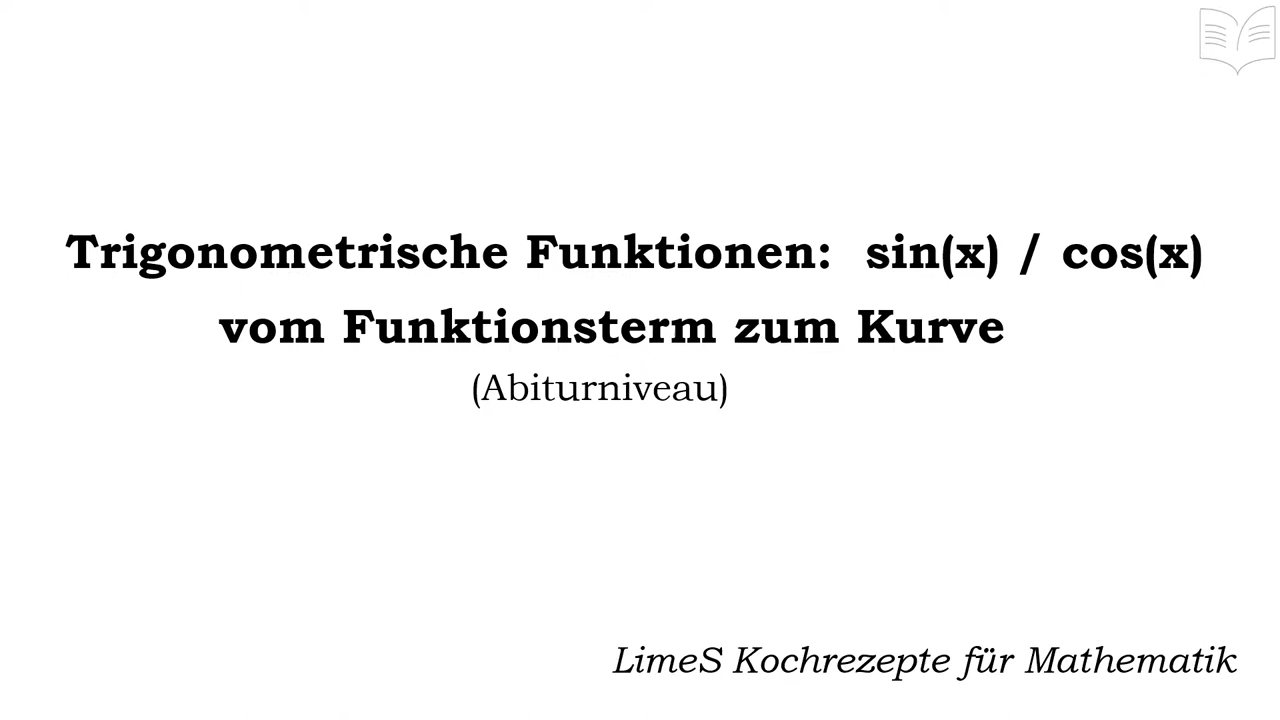 Trigonometrische Funktionen: sin(x) / cos(x)
vom Funktionsterm zum Kurve
(Abiturniveau)
LimeS Kochrezepte für Mathematik